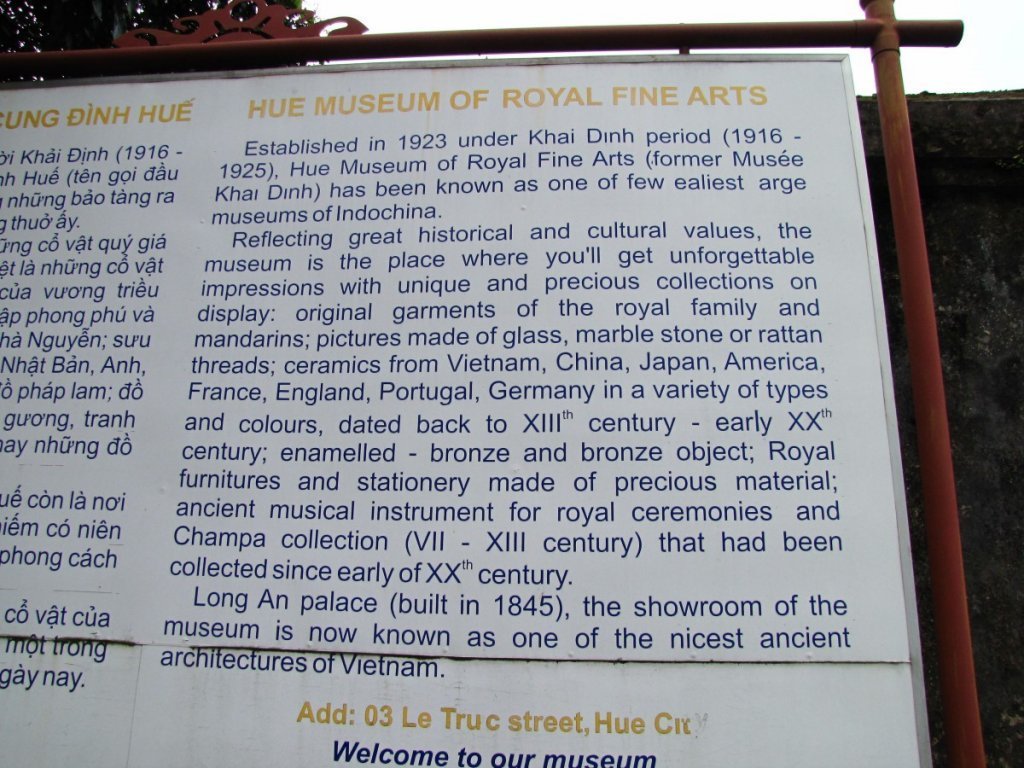 CUNG ĐÌNH HUẾ
ời Khải Định (1916 -
nh Huế (tên gọi đầu
g những bảo tàng ra
g thuở ấy.
ững cổ vật quý giá
ệt là những cổ vật
của vương triều
ập phong phú và
hà Nguyễn; sưu
Nhật Bản, Anh,
đồ pháp lam; đồ
gương, tranh
hay những đồ
uế còn là nơi
hiếm có niên
phong cách
cổ vật của
một trong
gày nay.
HUE MUSEUM OF ROYAL FINE ARTS
Established in 1923 under Khai Dınh period (1916 -
1925), Hue Museum of Royal Fine Arts (former Musée
Khaı Dınh) has been known as one of few ealiest arge
museums of Indochina.
Reflecting great historical and cultural values, the
museum is the place where you'll get unforgettable
impressions with unique and precious collections on
display: original garments of the royal family and
mandarins; pictures made of glass, marble stone or rattan
threads; ceramics from Vietnam, China, Japan, America,
France, England, Portugal, Germany in a variety of types
and colours, dated back to XIIIth century - early XXth
century; enamelled - bronze and bronze object; Royal
furnitures and stationery made of precious material;
ancient musical instrument for royal ceremonies and
Champa collection (VII - XIII century) that had been
collected since early of XXth century.
Long An palace (built in 1845), the showroom of the
museum is now known as one of the nicest ancient
architectures of Vietnam.
Add: 03 Le Truc street, Hue City
Welcome to our museum